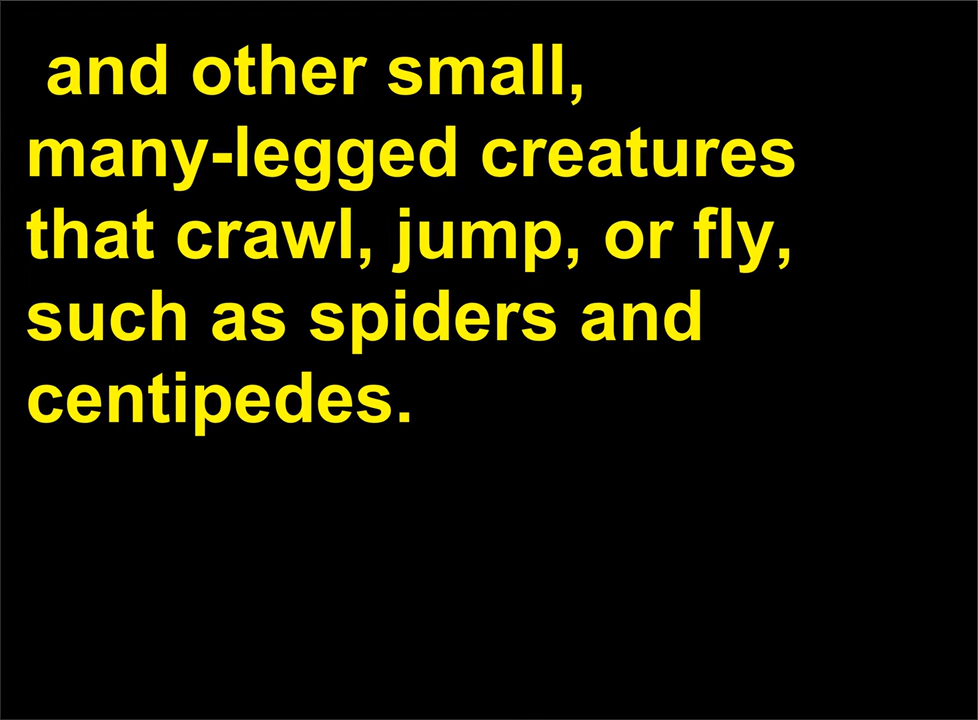 and other small,
many-legged creatures
that crawl, jump, or fly,
such as spiders and
centipedes.